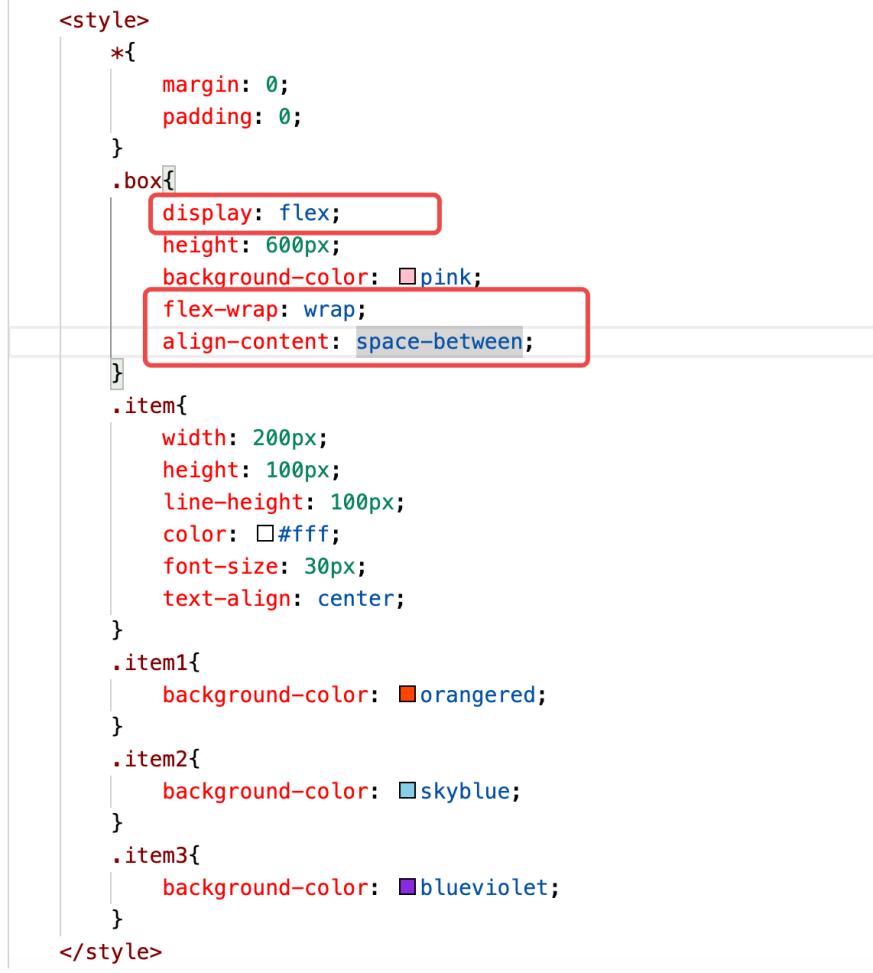 <style>
*{
margin: 0;
padding: 0;
}
.box{
display: flex;
height: 600px;
background-color: pink;
flex-wrap: wrap;
align-content: space-between;
}
.item{
width: 200px;
height: 100px;
line-height: 100px;
color: #fff;
font-size: 30px;
text-align: center;
}
.item1{
background-color: orangered;
}
.item2{
background-color: skyblue;
}
.item3{
background-color: blueviolet;
}
</style>